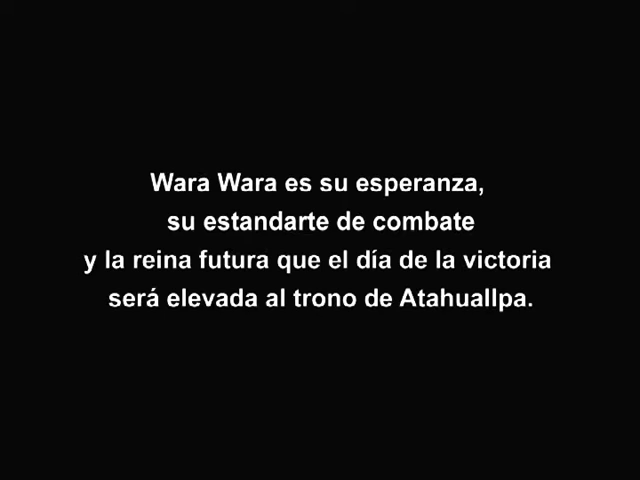 Wara Wara es su esperanza,
su estandarte de combate
y la reina futura que el día de la victoria
será elevada al trono de Atahuallpa.